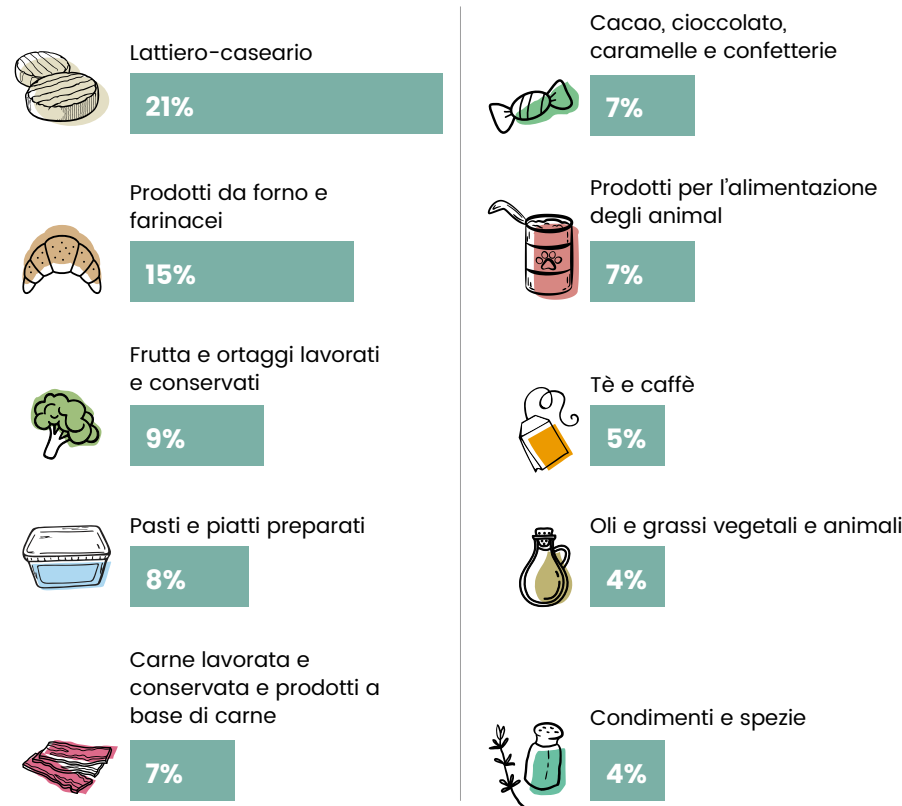 Lattiero-caseario
21%
Prodotti da forno e
farinacei
15%
Frutta e ortaggi lavorati
e conservati
9%
Pasti e piatti preparati
8%
Carne lavorata e
conservata e prodotti a
base di carne
7%
Cacao, cioccolato,
caramelle e confetterie
7%
Prodotti per l’alimentazione
degli animal
7%
Tè e caffè
5%
Oli e grassi vegetali e animali
4%
Condimenti e spezie
4%